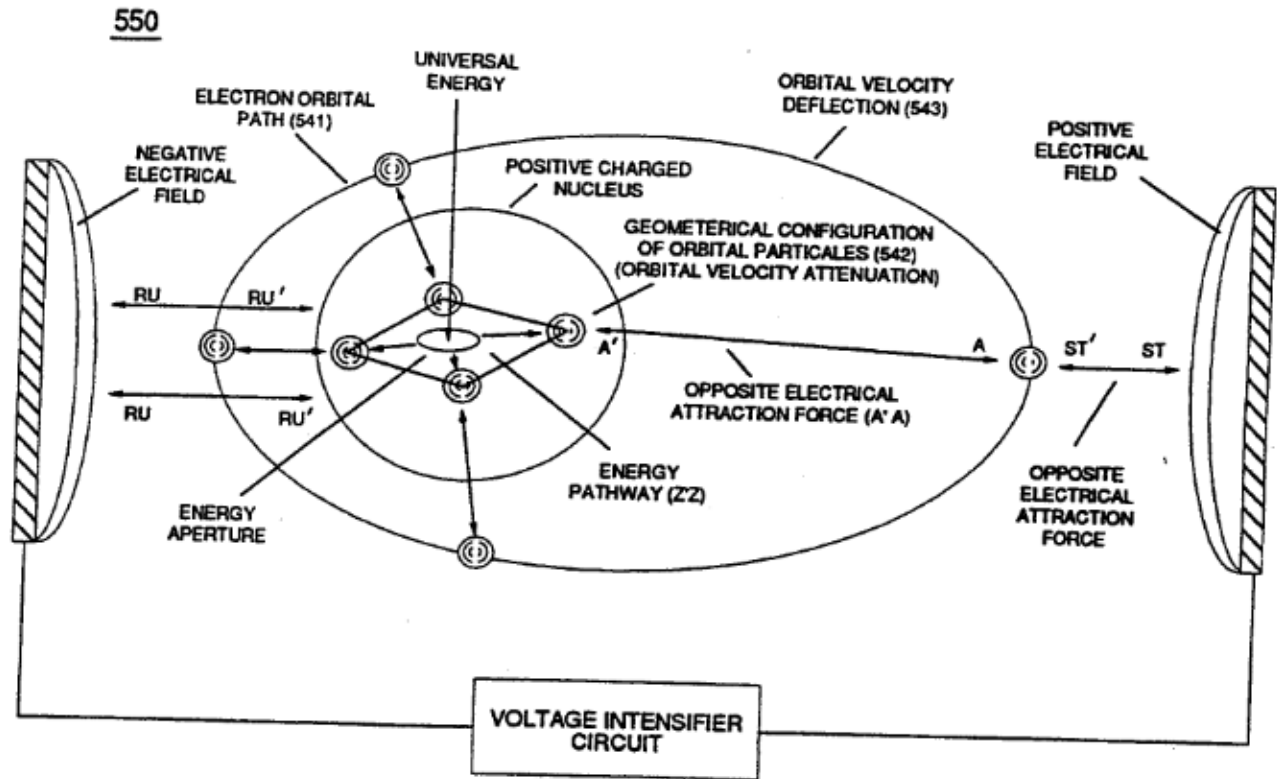 550
UNIVERSAL
ENERGY
ELECTRON ORBITAL
PATH (541)
ORBITAL VELOCITY
DEFLECTION (543)
NEGATIVE
ELECTRICAL
FIELD
POSITIVE CHARGED
NUCLEUS
POSITIVE
ELECTRICAL
FIELD
GEOMETERICAL CONFIGURATION
OF ORBITAL PARTICALES (542)
(ORBITAL VELOCITY ATTENUATION)
RU RU'
A' A
ST' ST
RU RU'
OPPOSITE ELECTRICAL
ATTRACTION FORCE (A' A)
ENERGY
PATHWAY (Z'Z)
ENERGY
APERTURE
OPPOSITE
ELECTRICAL
ATTRACTION
FORCE
VOLTAGE INTENSIFIER
CIRCUIT